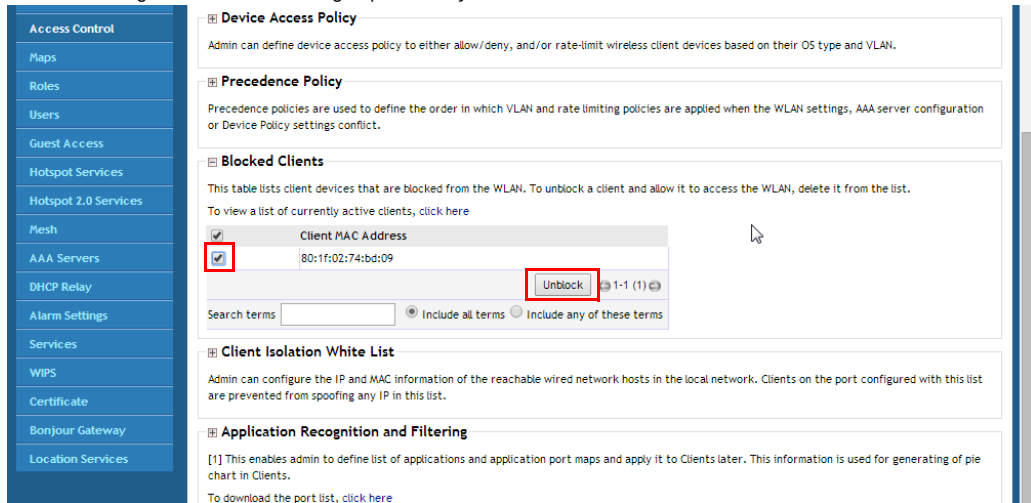 Access Control
Maps
Roles
Users
Guest Access
Hotspot Services
Hotspot 2.0 Services
Mesh
AAA Servers
DHCP Relay
Alarm Settings
Services
WIPS
Certificate
Bonjour Gateway
Location Services
Device Access Policy
Admin can define device access policy to either allow/deny, and/or rate-limit wireless client devices based on their OS type and VLAN.
Precedence Policy
Precedence policies are used to define the order in which VLAN and rate limiting policies are applied when the WLAN settings, AAA server configuration
or Device Policy settings conflict.
Blocked Clients
This table lists client devices that are blocked from the WLAN. To unblock a client and allow it to access the WLAN, delete it from the list.
To view a list of currently active clients, click here
Client MAC Address
80:1f:02:74:bd:09
Unblock 1-1 (1)
Search terms Include all terms Include any of these terms
Client Isolation White List
Admin can configure the IP and MAC information of the reachable wired network hosts in the local network. Clients on the port configured with this list
are prevented from spoofing any IP in this list.
Application Recognition and Filtering
[1] This enables admin to define list of applications and application port maps and apply it to Clients later. This information is used for generating of pie
chart in Clients.
To download the port list, click here